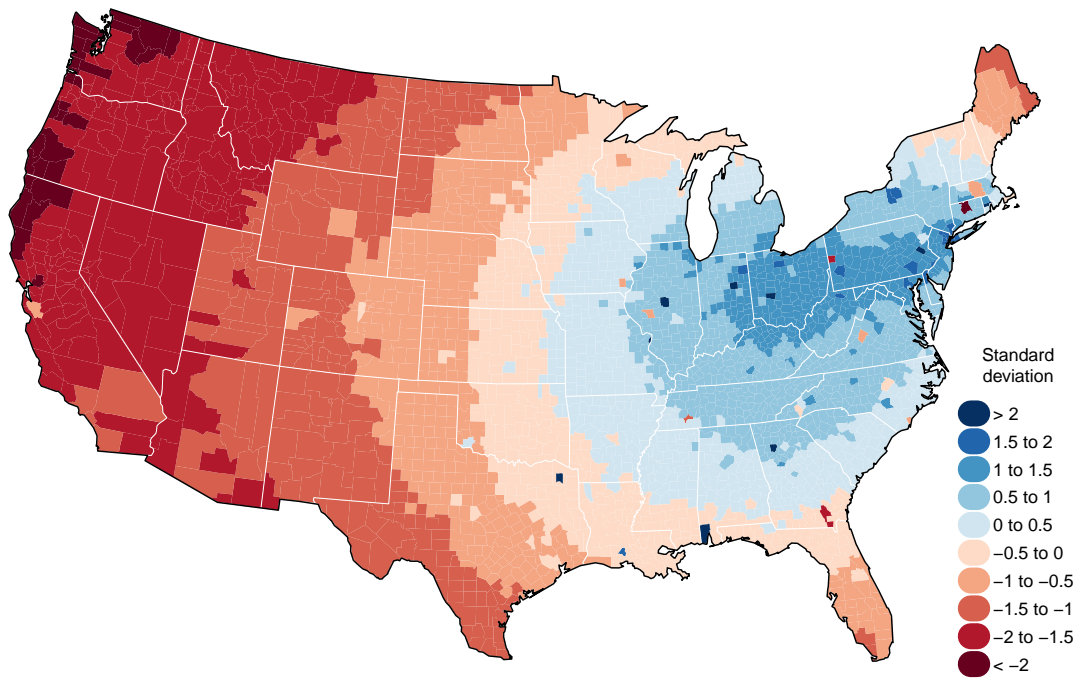 Standard
deviation
> 2
1.5 to 2
1 to 1.5
0.5 to 1
0 to 0.5
−0.5 to 0
−1 to −0.5
−1.5 to −1
−2 to −1.5
< −2